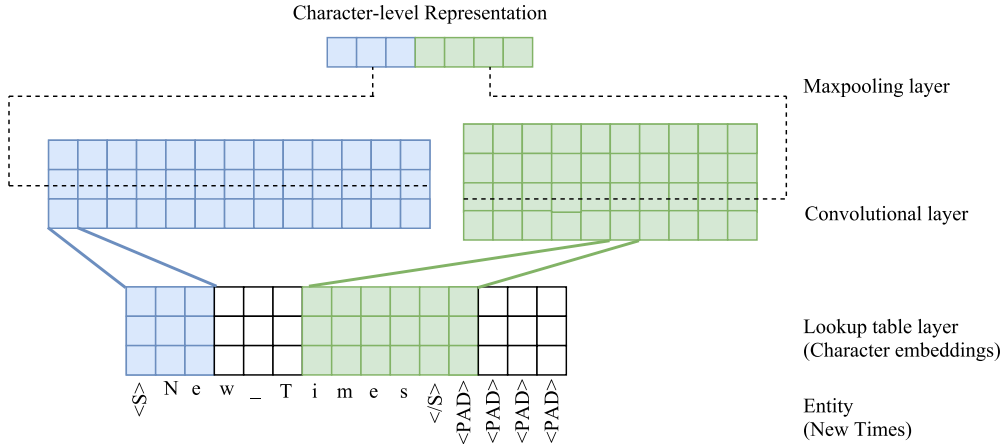 Character-level Representation
Maxpooling layer
Convolutional layer
Lookup table layer
(Character embeddings)
<S> N e w _ T i m e s </S> <PAD> <PAD> <PAD> <PAD>
Entity
(New Times)